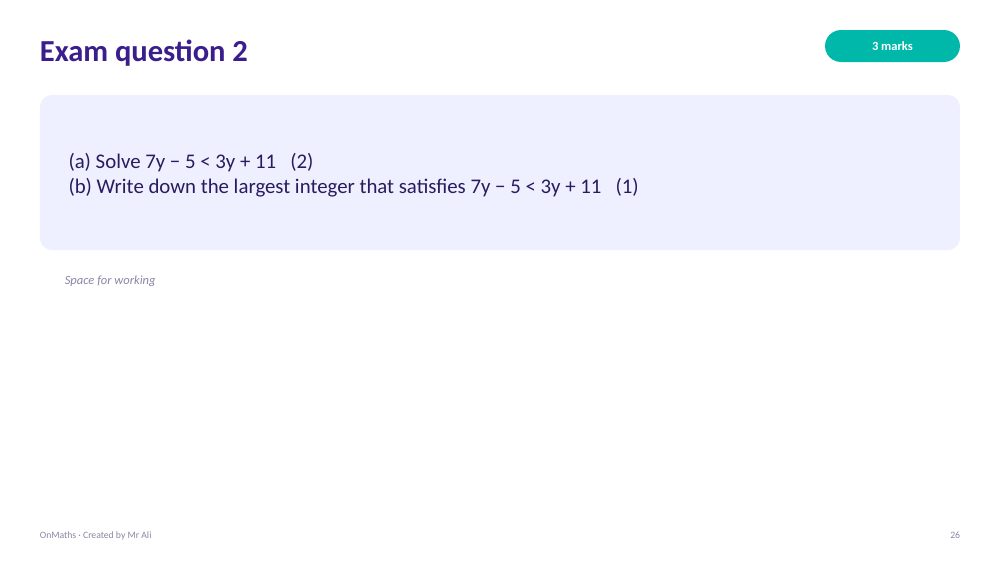 Exam question 2
3 marks
(a) Solve 7y − 5 < 3y + 11   (2)
(b) Write down the largest integer that satisfies 7y − 5 < 3y + 11   (1)
Space for working
OnMaths · Created by Mr Ali
26